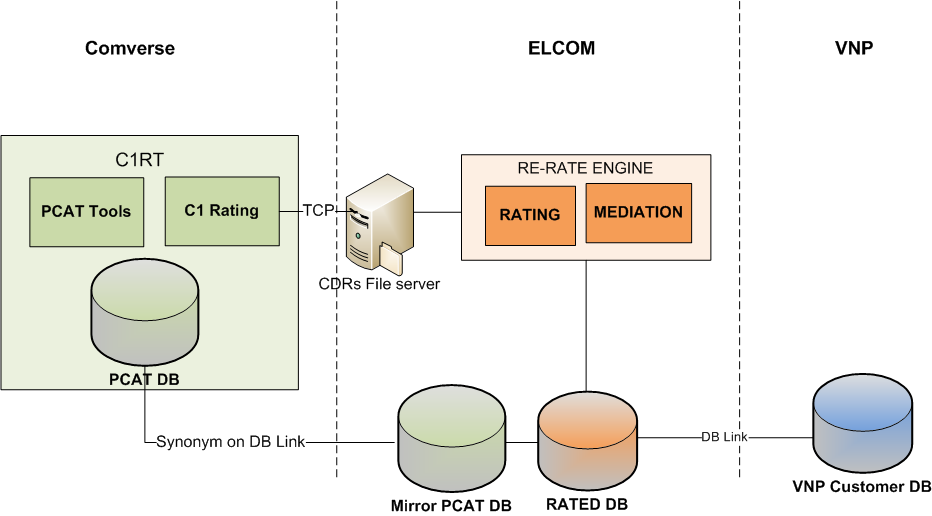 Comverse
ELCOM
VNP
C1RT
PCAT Tools
C1 Rating
TCP
CDRs File server
RE-RATE ENGINE
RATING
MEDIATION
PCAT DB
Synonym on DB Link
Mirror PCAT DB
RATED DB
DB Link
VNP Customer DB